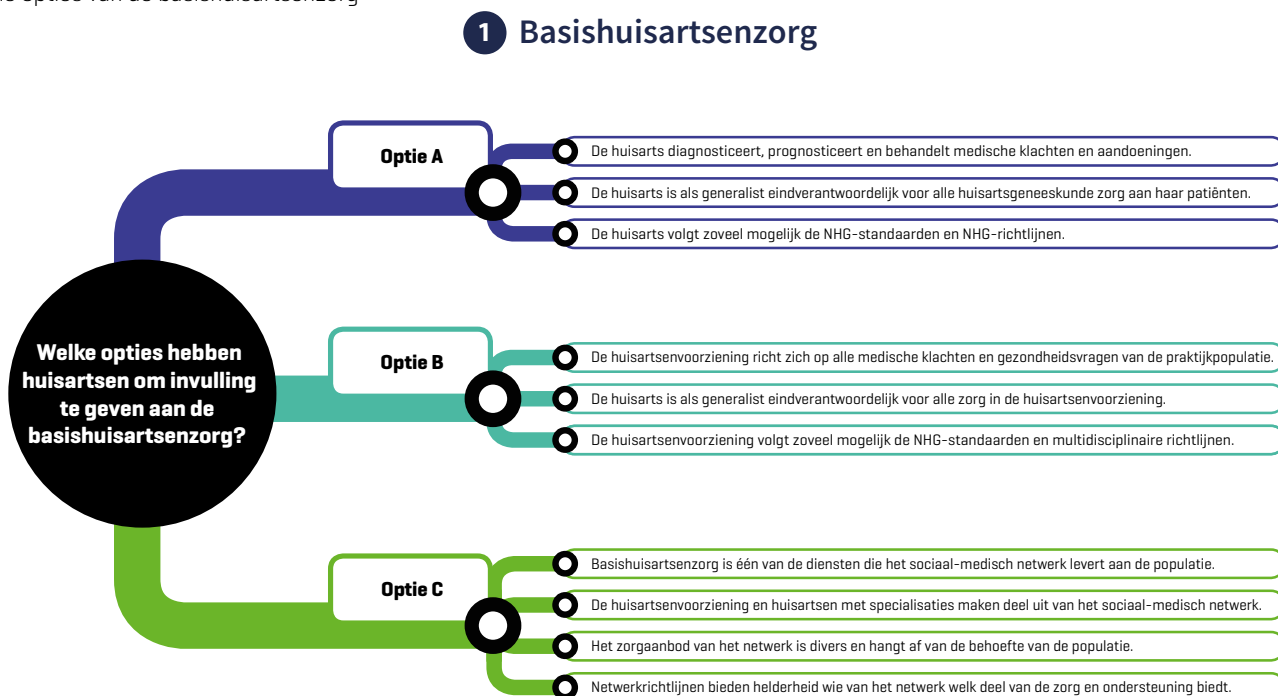 opties van de basishuisartsenzorg
1 Basishuisartsenzorg
Optie A
De huisarts diagnosticeert, prognosticeert en behandelt medische klachten en aandoeningen.
De huisarts is als generalist eindverantwoordelijk voor alle huisartsgeneeskunde zorg aan haar patiënten.
De huisarts volgt zoveel mogelijk de NHG-standaarden en NHG-richtlijnen.
Welke opties hebben
huisartsen om invulling
te geven aan de
basishuisartsenzorg?
Optie B
De huisartsenvoorziening richt zich op alle medische klachten en gezondheidsvragen van de praktijkpopulatie.
De huisarts is als generalist eindverantwoordelijk voor alle zorg in de huisartsenvoorziening.
De huisartsenvoorziening volgt zoveel mogelijk de NHG-standaarden en multidisciplinaire richtlijnen.
Optie C
Basishuisartsenzorg is één van de diensten die het sociaal-medisch netwerk levert aan de populatie.
De huisartsenvoorziening en huisartsen met specialisaties maken deel uit van het sociaal-medisch netwerk.
Het zorgaanbod van het netwerk is divers en hangt af van de behoefte van de populatie.
Netwerkrichtlijnen bieden helderheid wie van het netwerk welk deel van de zorg en ondersteuning biedt.